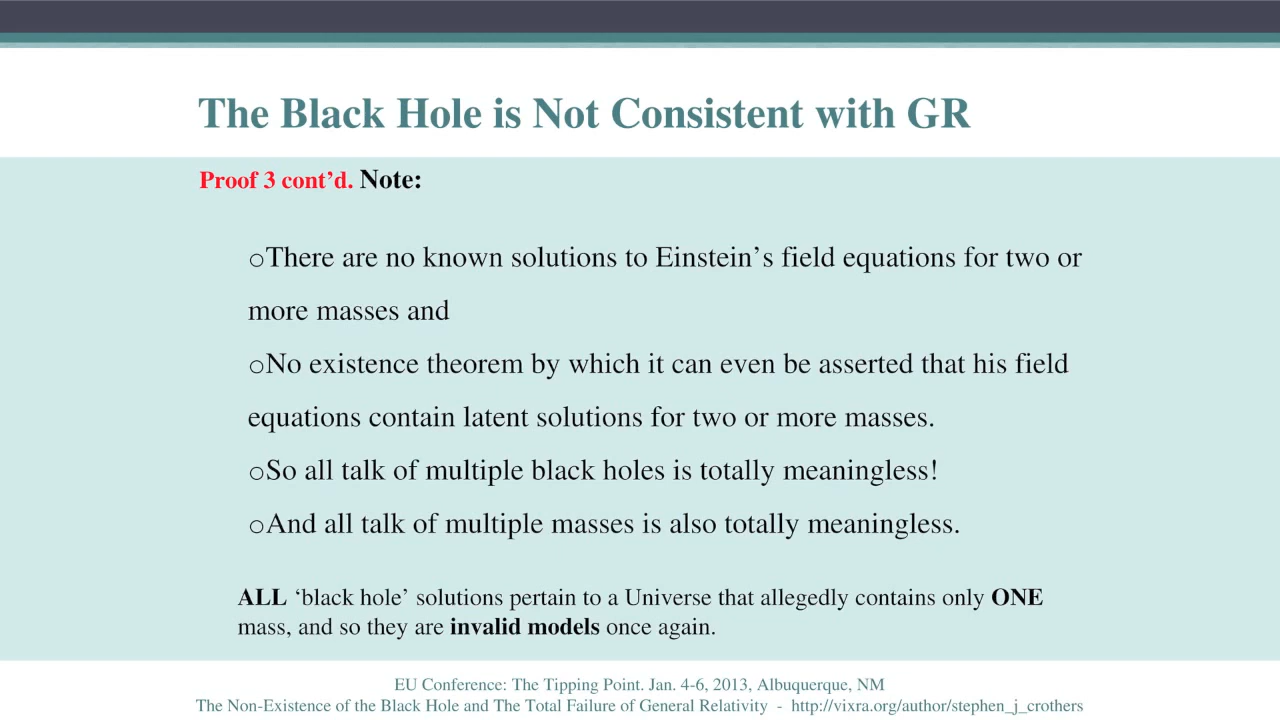 The Black Hole is Not Consistent with GR
Proof 3 cont’d. Note:
oThere are no known solutions to Einstein’s field equations for two or
more masses and
oNo existence theorem by which it can even be asserted that his field
equations contain latent solutions for two or more masses.
oSo all talk of multiple black holes is totally meaningless!
oAnd all talk of multiple masses is also totally meaningless.
ALL ‘black hole’ solutions pertain to a Universe that allegedly contains only ONE
mass, and so they are invalid models once again.
EU Conference: The Tipping Point. Jan. 4-6, 2013, Albuquerque, NM
The Non-Existence of the Black Hole and The Total Failure of General Relativity - http://vixra.org/author/stephen_j_crothers